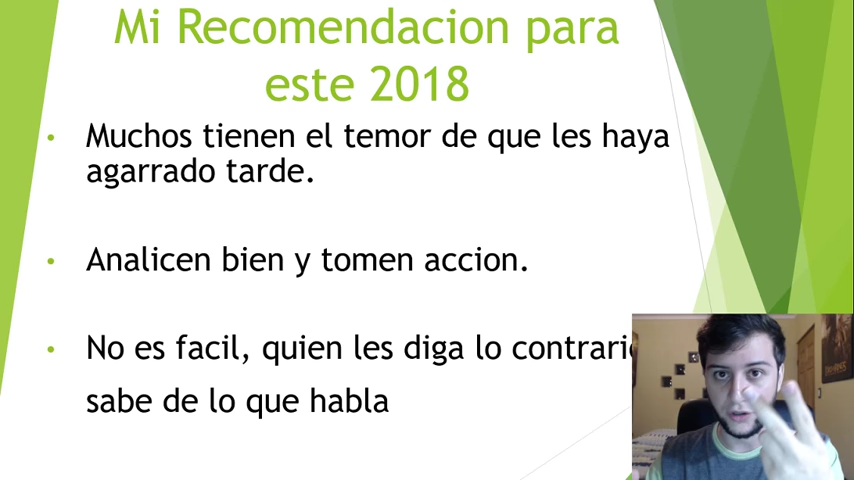 Mi Recomendacion para
este 2018
Muchos tienen el temor de que les haya
agarrado tarde.
Analicen bien y tomen accion.
No es facil, quien les diga lo
sabe de lo que habla